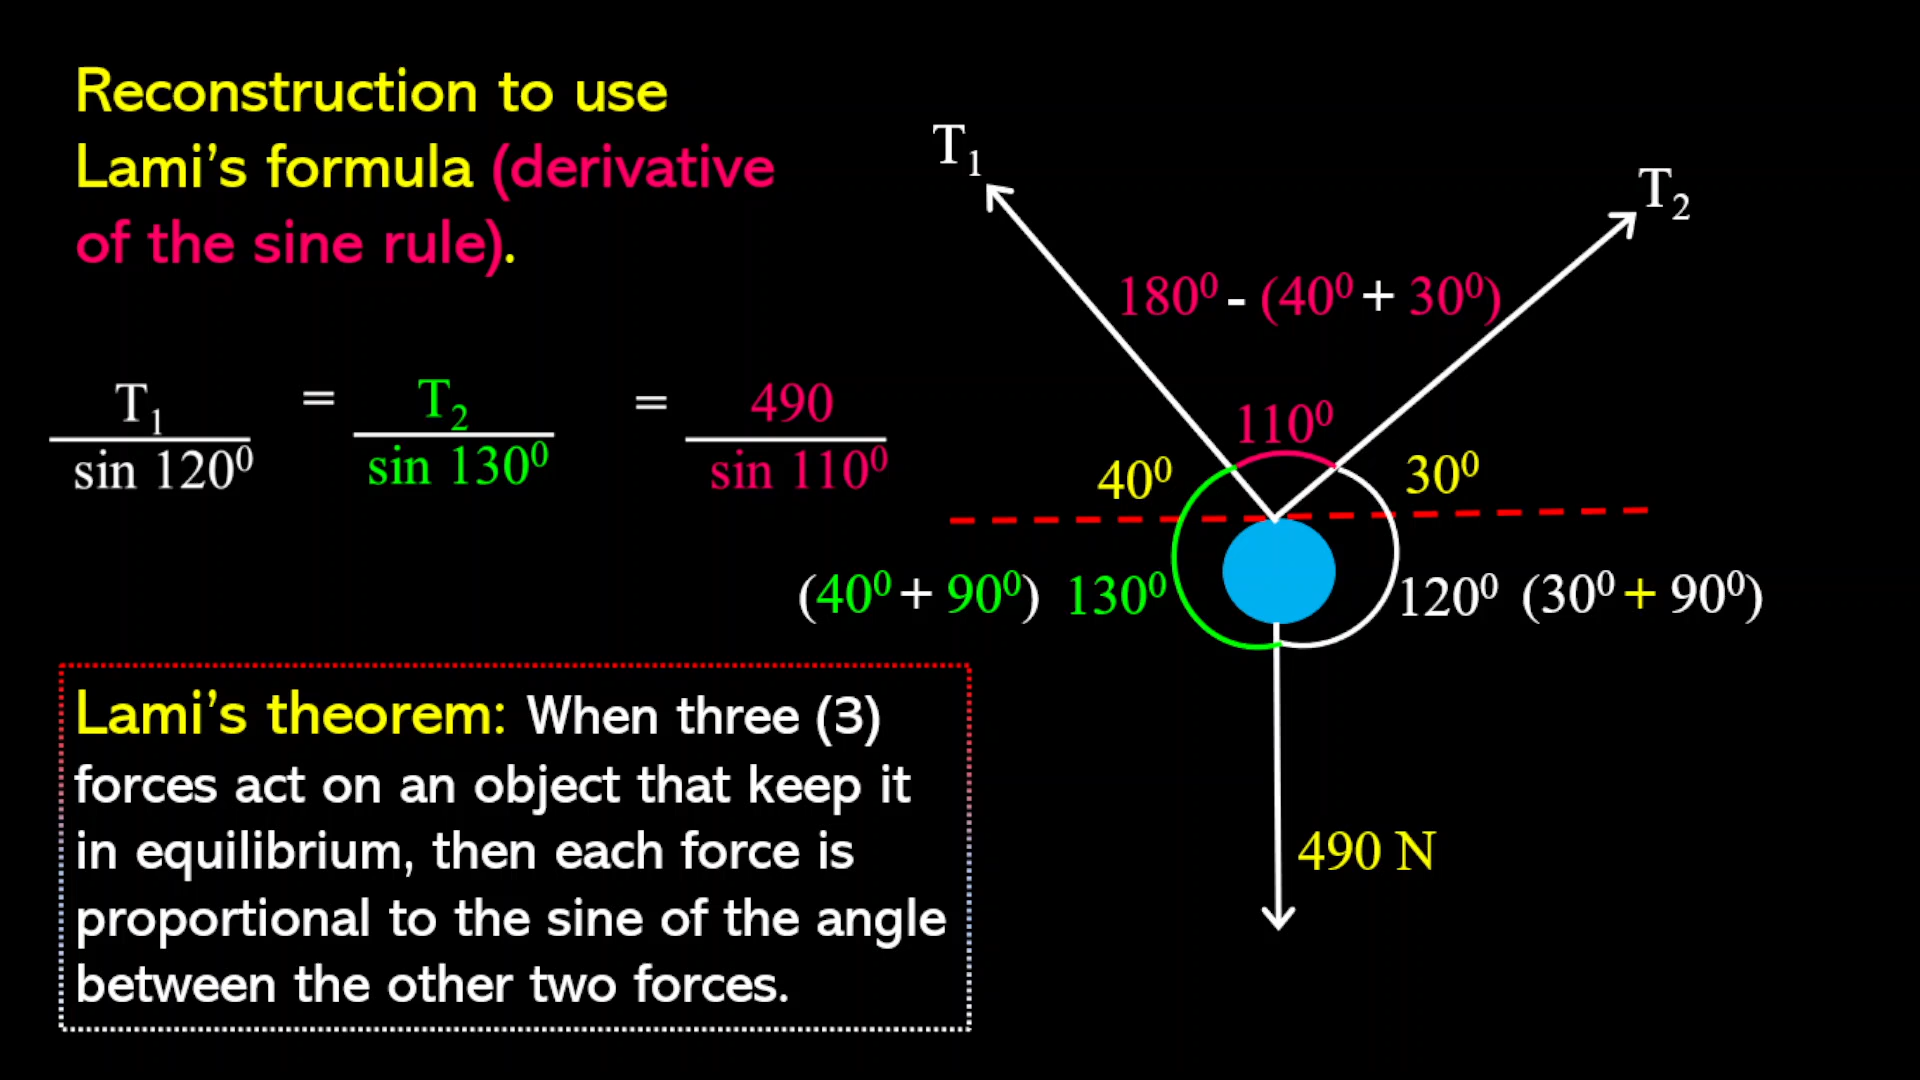 Reconstruction to use
Lami's formula (derivative
of the sine rule).
T₁ = T₂ = 490
sin 120⁰ sin 130⁰ sin 110⁰
Lami's theorem: When three (3)
forces act on an object that keep it
in equilibrium, then each force is
proportional to the sine of the angle
between the other two forces.
T₁
T₂
180⁰ - (40⁰ + 30⁰)
110⁰
40⁰
30⁰
(40⁰ + 90⁰) 130⁰
120⁰ (30⁰ + 90⁰)
490 N